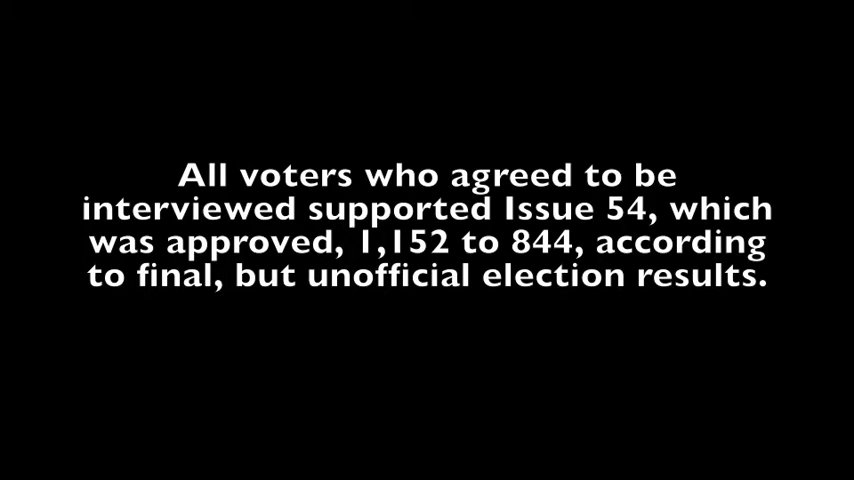 All voters who agreed to be
interviewed supported Issue 54, which
was approved, 1,152 to 844, according
to final, but unofficial election results.